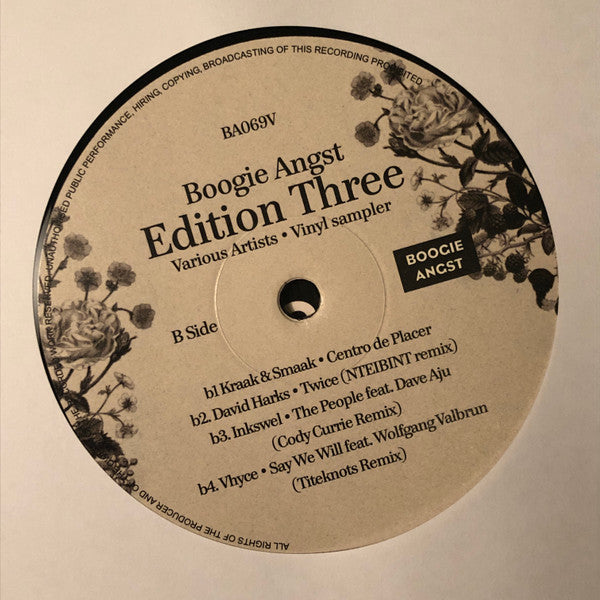 UNAUTHORISED PUBLIC PERFORMANCE, HIRING, COPYING, BROADCASTING OF THIS RECORDING PROHIBITED
BA069V
Boogie Angst
Edition Three
Various Artists • Vinyl sampler
BOOGIE
ANGST
B Side
b1 Kraak & Smaak • Centro de Placer
b2. David Harks • Twice (NTEIBINT remix)
b3. Inkswel • The People feat. Dave Aju
(Cody Currie Remix)
b4. Vhyce • Say We Will feat. Wolfgang Valbrun
(Titeknots Remix)
ALL RIGHTS OF THE PRODUCER AND OF
WORK RESERVED